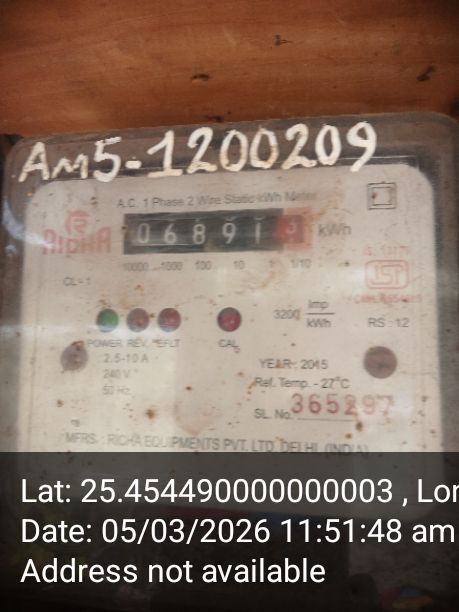 Am5-1200209
A.C. 1 Phase 2 Wire Static kWh Meter
RICHA
06891 kWh
10000 1000 100 10 1 1/10
CL-1
3200 Imp/kWh
RS : 12
POWER REV. EFLT CAL
2.5-10 A
240 V
50 Hz
YEAR : 2015
Ref. Temp. - 27°C
SL. No. 365297
MFRS. : RICHA EQUIPMENTS PVT. LTD. DELHI. (INDIA)
Lat: 25.454490000000003 , Lon
Date: 05/03/2026 11:51:48 am
Address not available